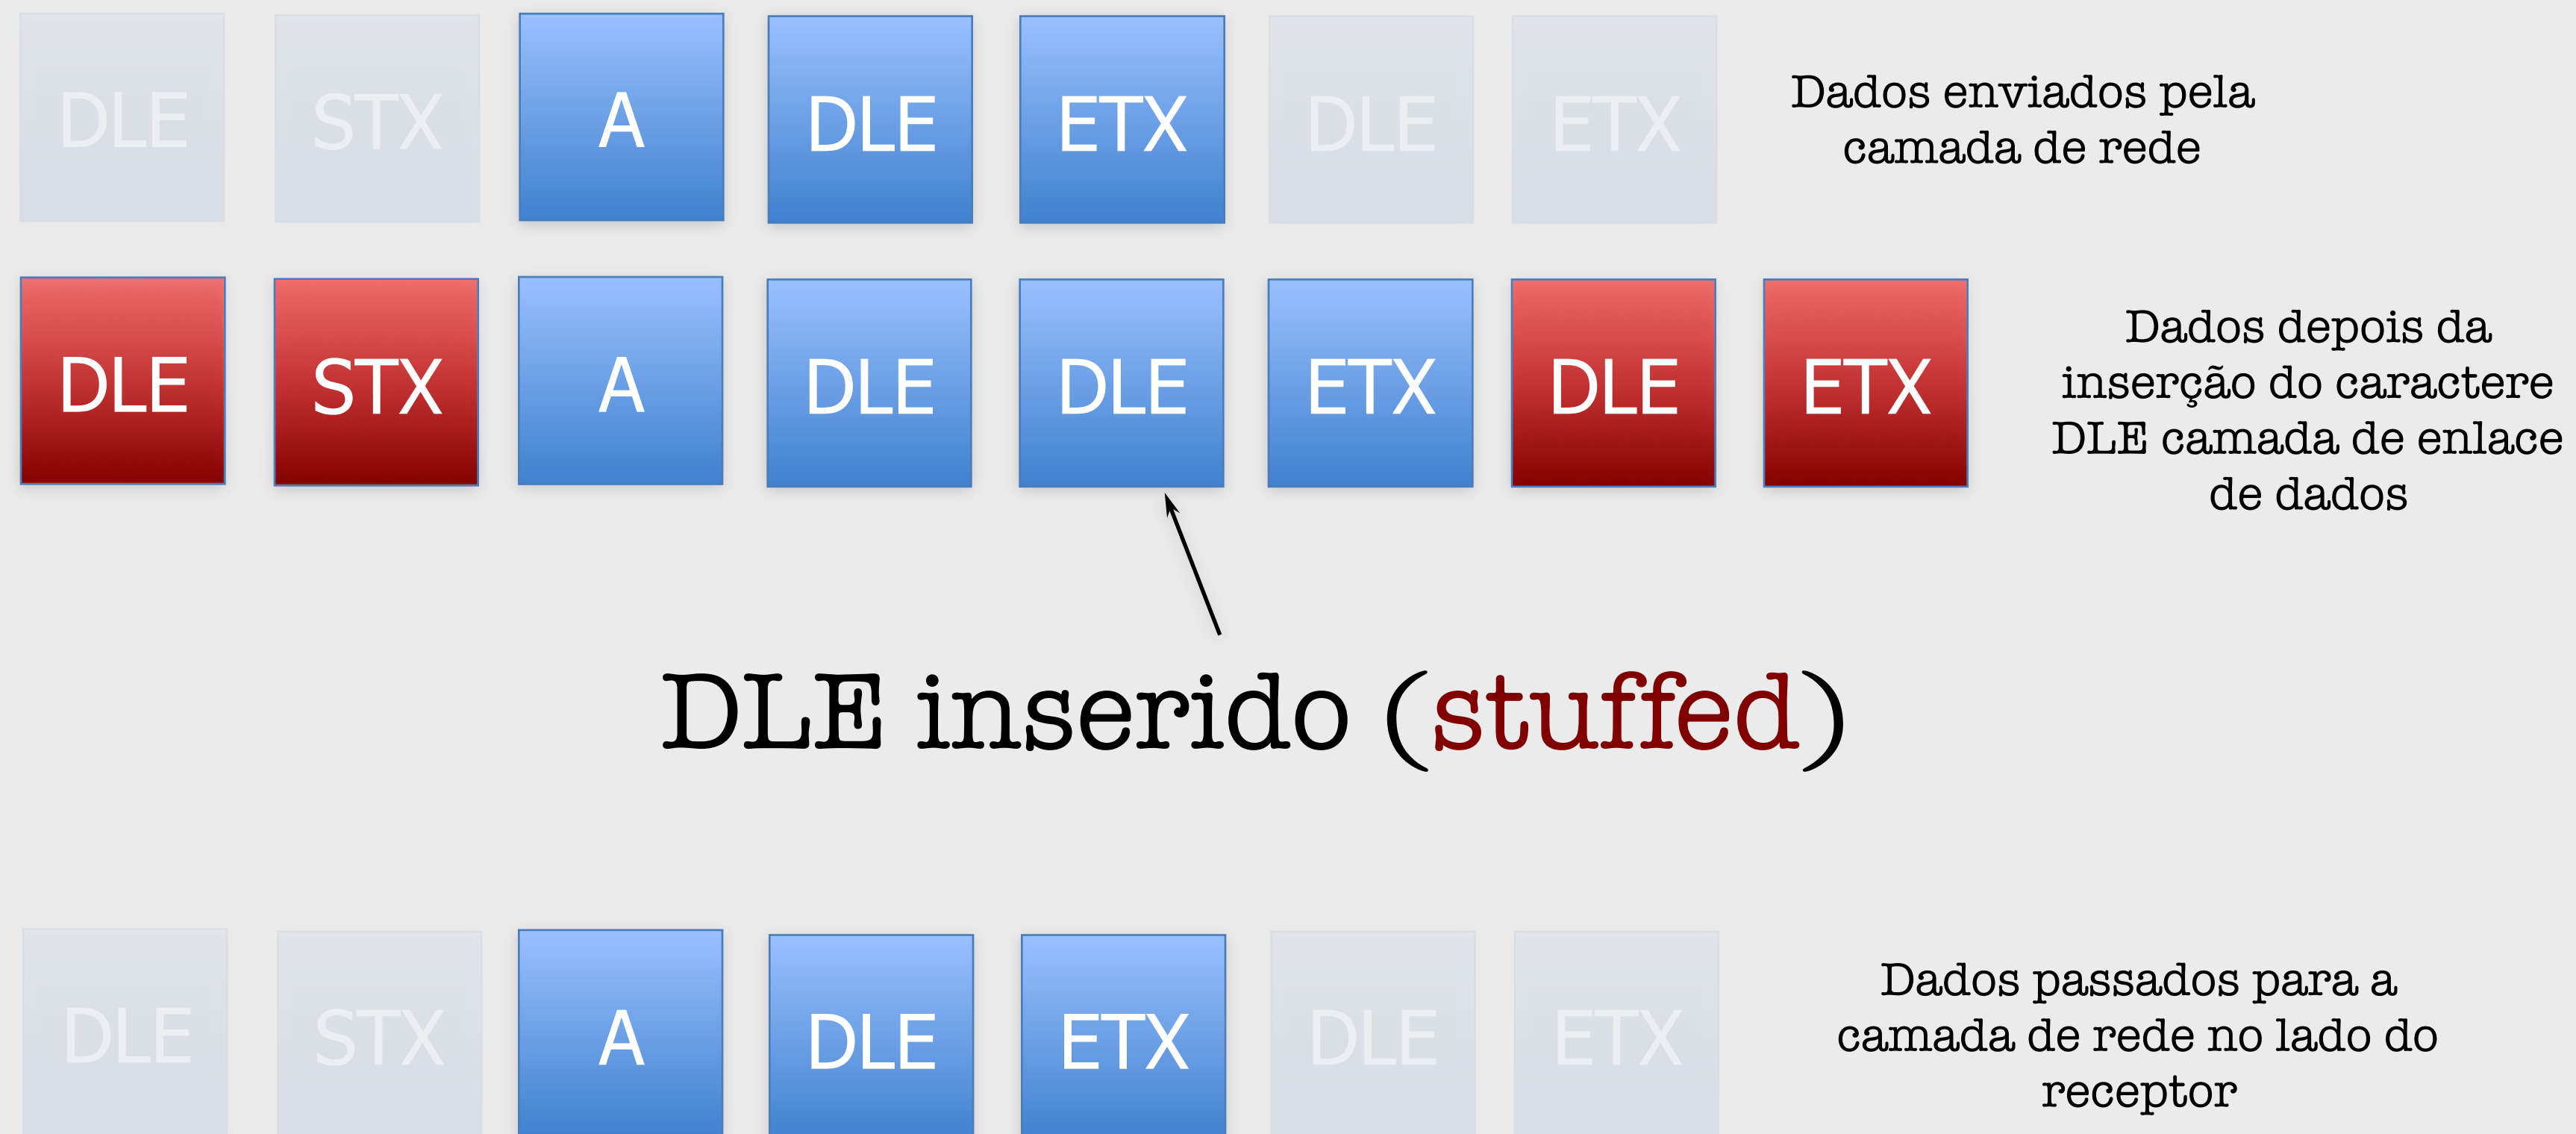 DLE STX A DLE ETX DLE ETX
Dados enviados pela
camada de rede
DLE STX A DLE DLE ETX DLE ETX
Dados depois da
inserção do caractere
DLE camada de enlace
de dados
DLE inserido (stuffed)
DLE STX A DLE ETX DLE ETX
Dados passados para a
camada de rede no lado do
receptor